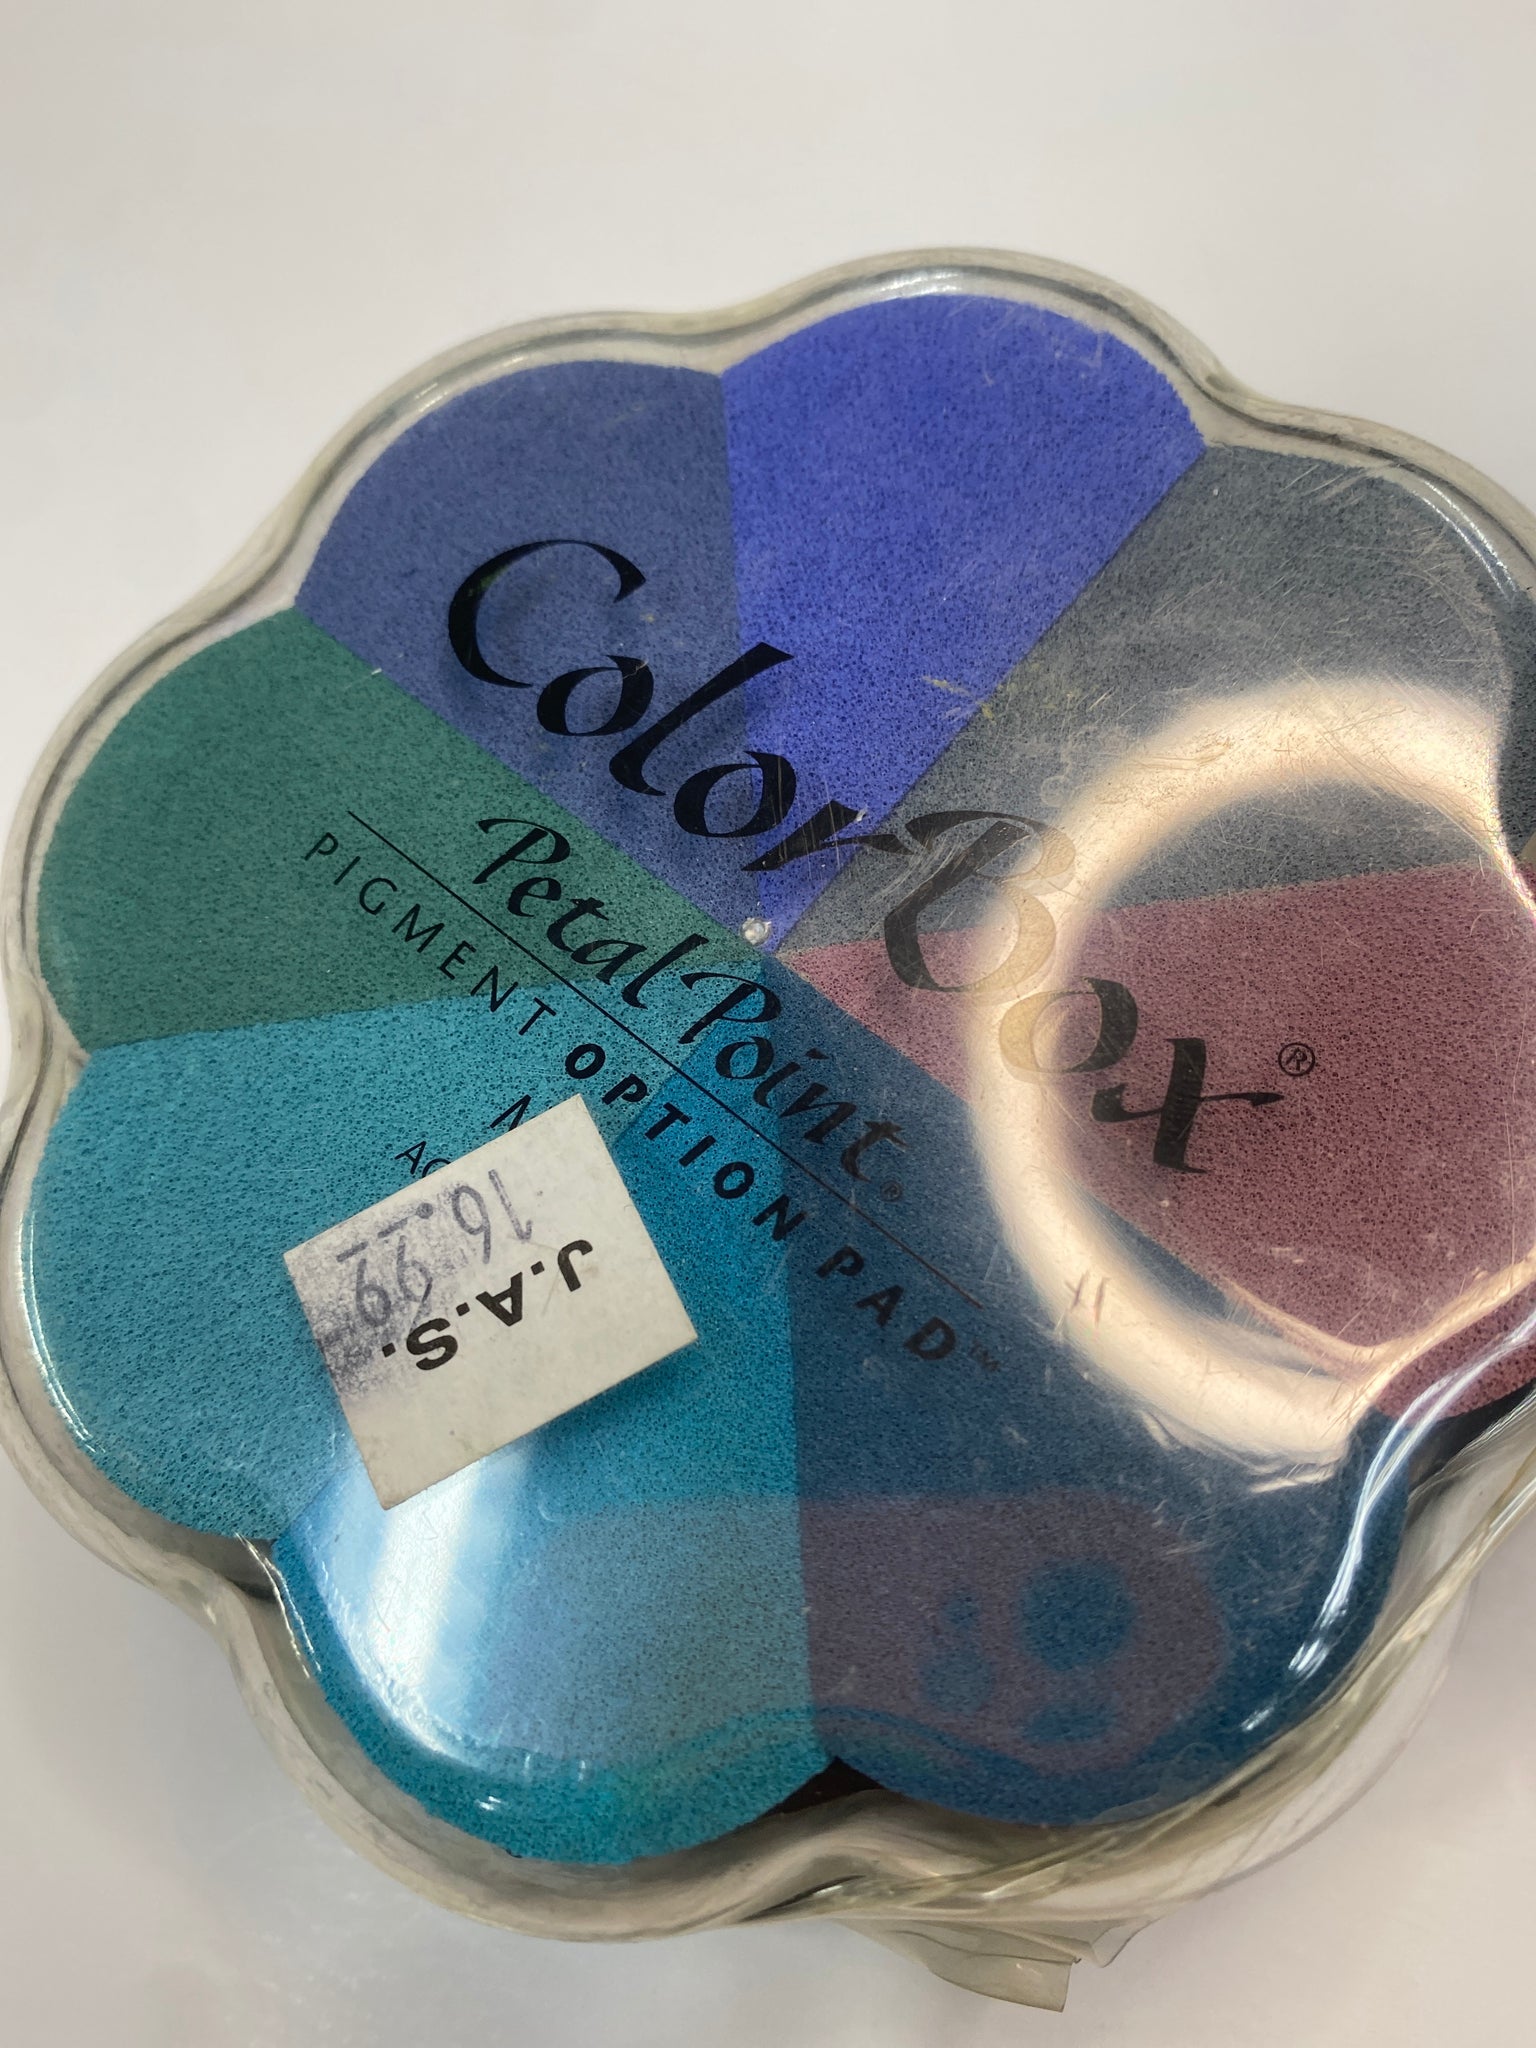 ColorBox®
Petal Point®
PIGMENT OPTION PAD™
J.A.S.
16.99